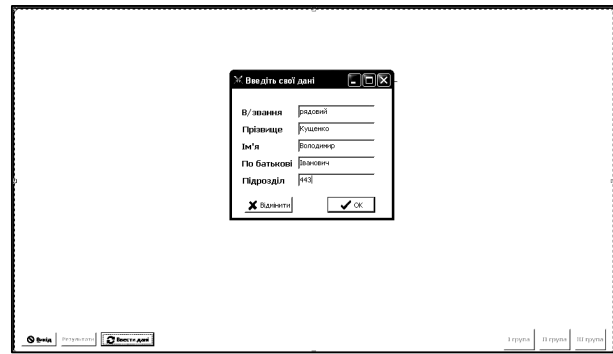 Введіть свої дані
В/звання рядовий
Прізвище Кущенко
Ім'я Володимир
По батькові Іванович
Підрозділ 443
Відмінити OK
Вихід Результати Ввести дані I група II група III група